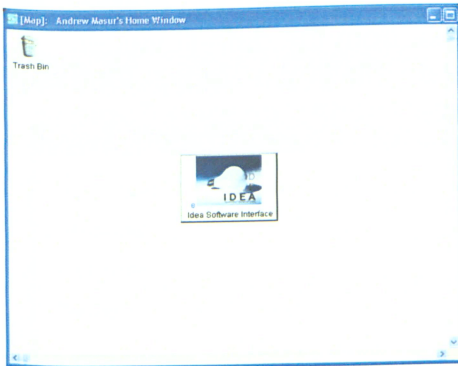 [Map]: Andrew Masur's Home Window
Trash Bin
IDEA
Idea Software Interface